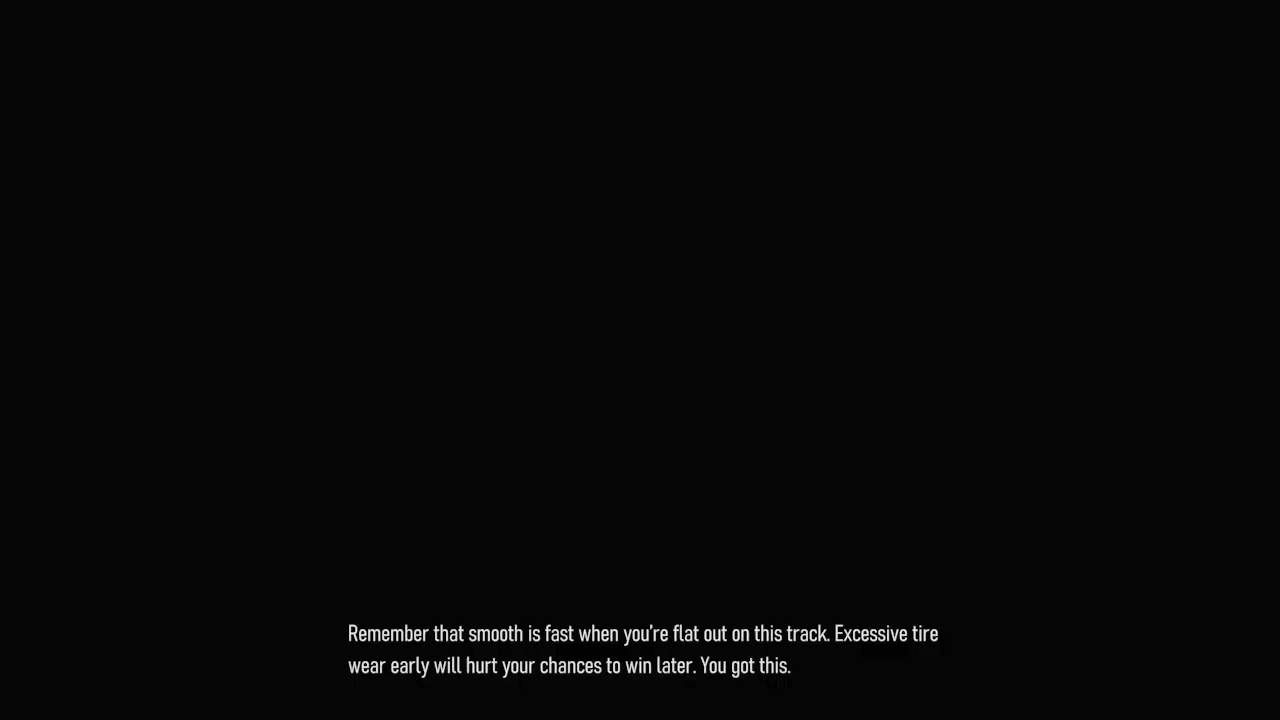 Remember that smooth is fast when you're flat out on this track. Excessive tire
wear early will hurt your chances to win later. You got this.